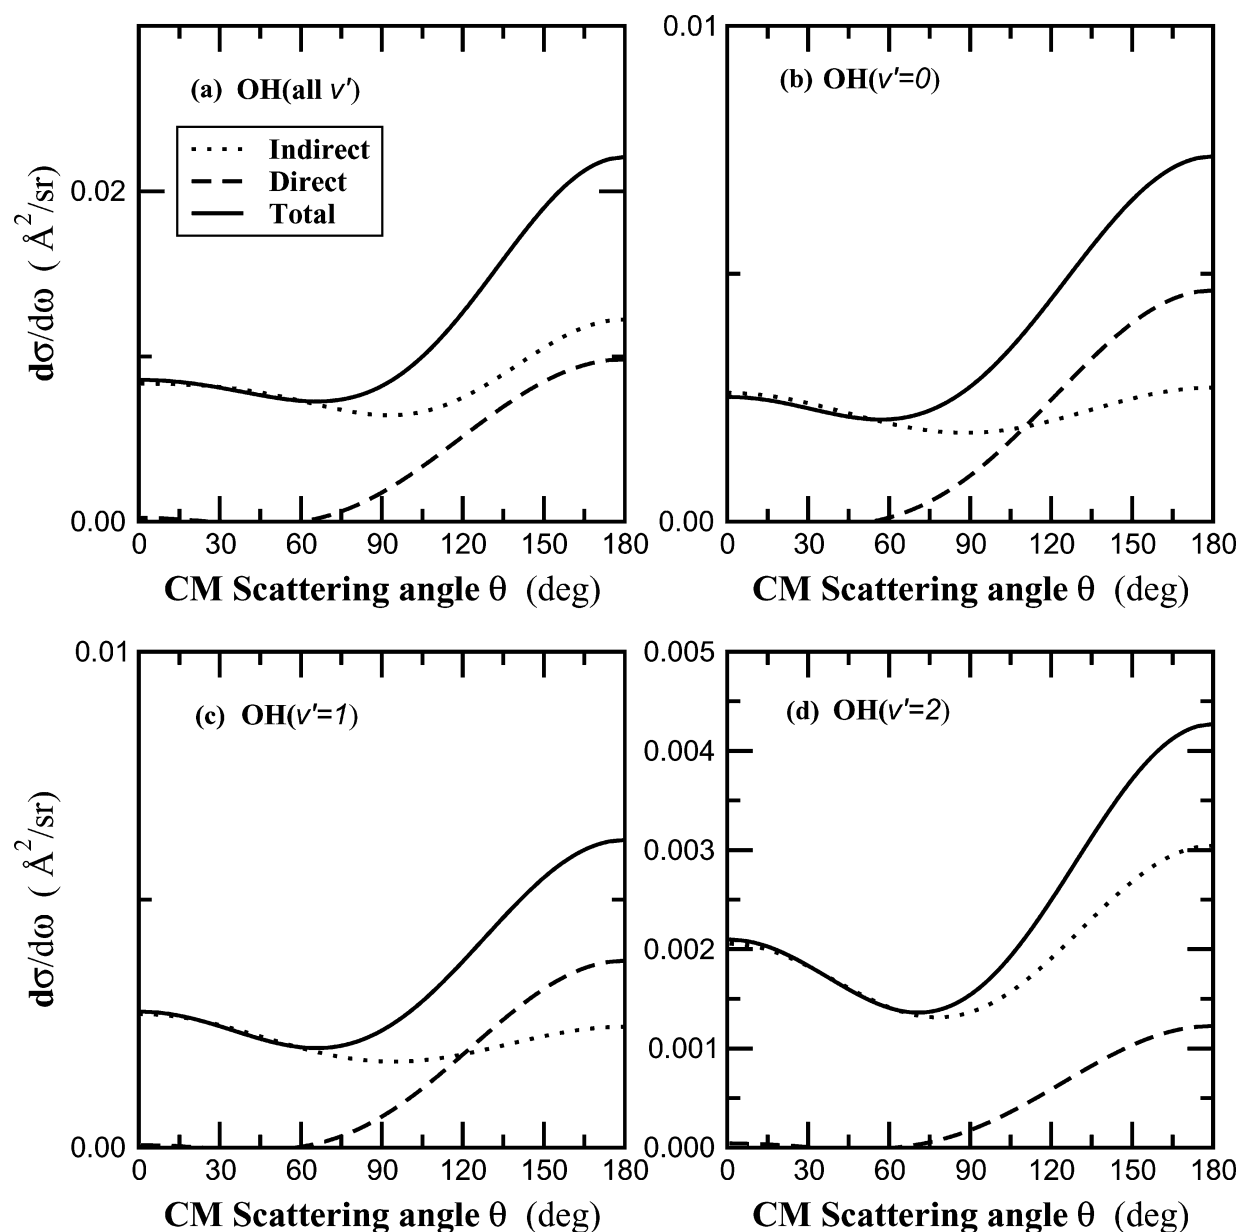 (a) OH(all v')
Indirect
Direct
Total
0.02
0.00
dσ/dω ( Å²/sr)
0 30 60 90 120 150 180
CM Scattering angle θ (deg)
0.01
(b) OH(v'=0)
0.00
0 30 60 90 120 150 180
CM Scattering angle θ (deg)
0.01
(c) OH(v'=1)
0.00
dσ/dω ( Å²/sr)
0 30 60 90 120 150 180
CM Scattering angle θ (deg)
0.005
(d) OH(v'=2)
0.004
0.003
0.002
0.001
0.000
0 30 60 90 120 150 180
CM Scattering angle θ (deg)